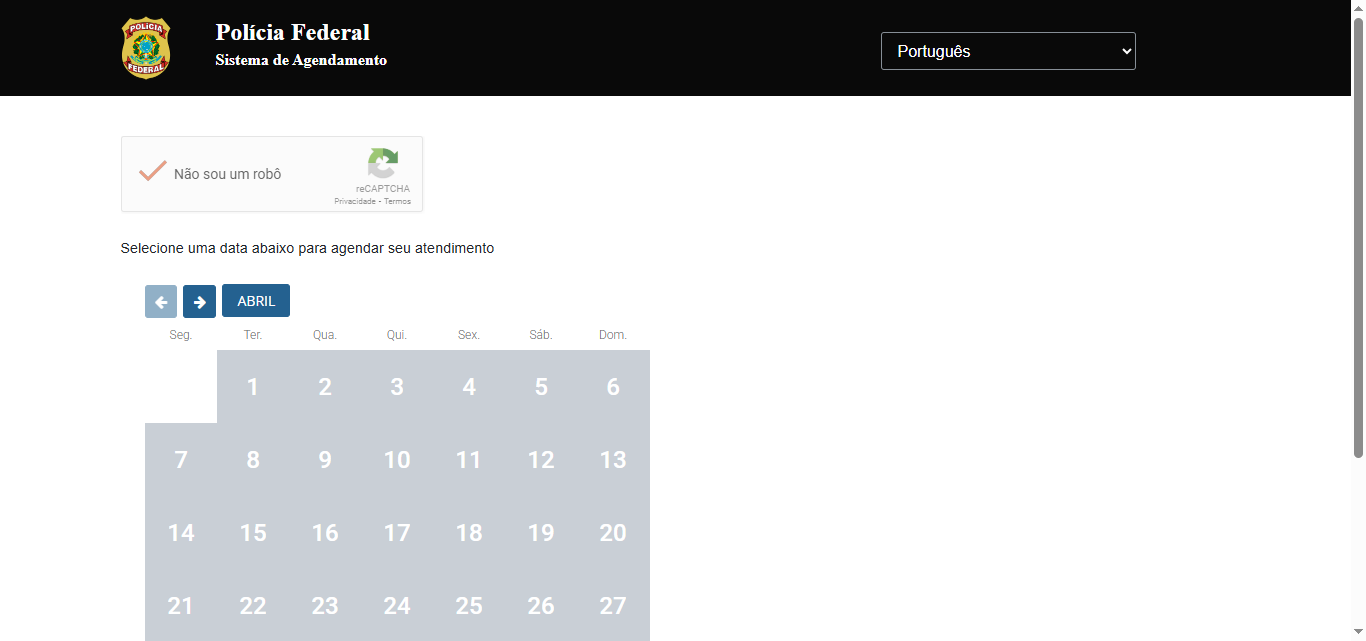 POLÍCIA
FEDERAL
Polícia Federal
Sistema de Agendamento
Português
Não sou um robô
reCAPTCHA
Privacidade - Termos
Selecione uma data abaixo para agendar seu atendimento
ABRIL
Seg. Ter. Qua. Qui. Sex. Sáb. Dom.
1 2 3 4 5 6
7 8 9 10 11 12 13
14 15 16 17 18 19 20
21 22 23 24 25 26 27